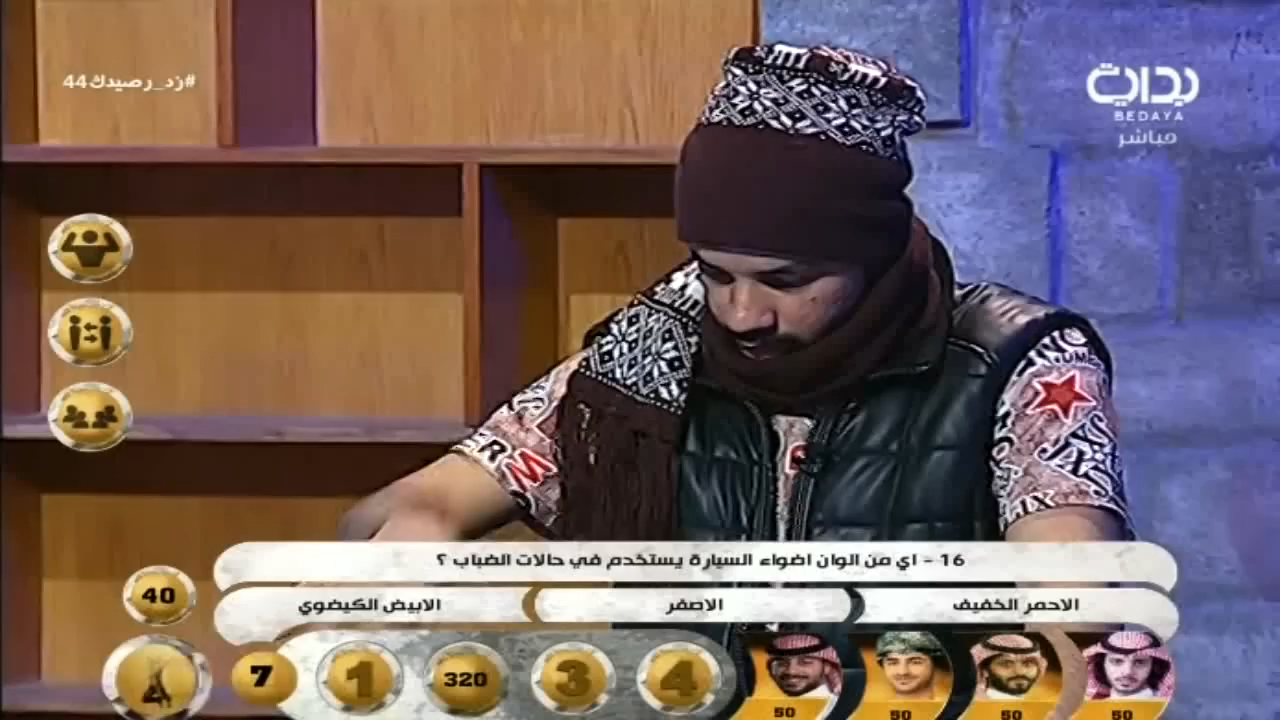 #زد_رصيدك44
بداية
BEDAYA
مباشر
16 - اي من الوان اضواء السيارة يستخدم في حالات الضباب ؟
الاحمر الخفيف
الاصفر
الابيض الكيضوي
40
4
7
1
320
3
4
50
50
50
50